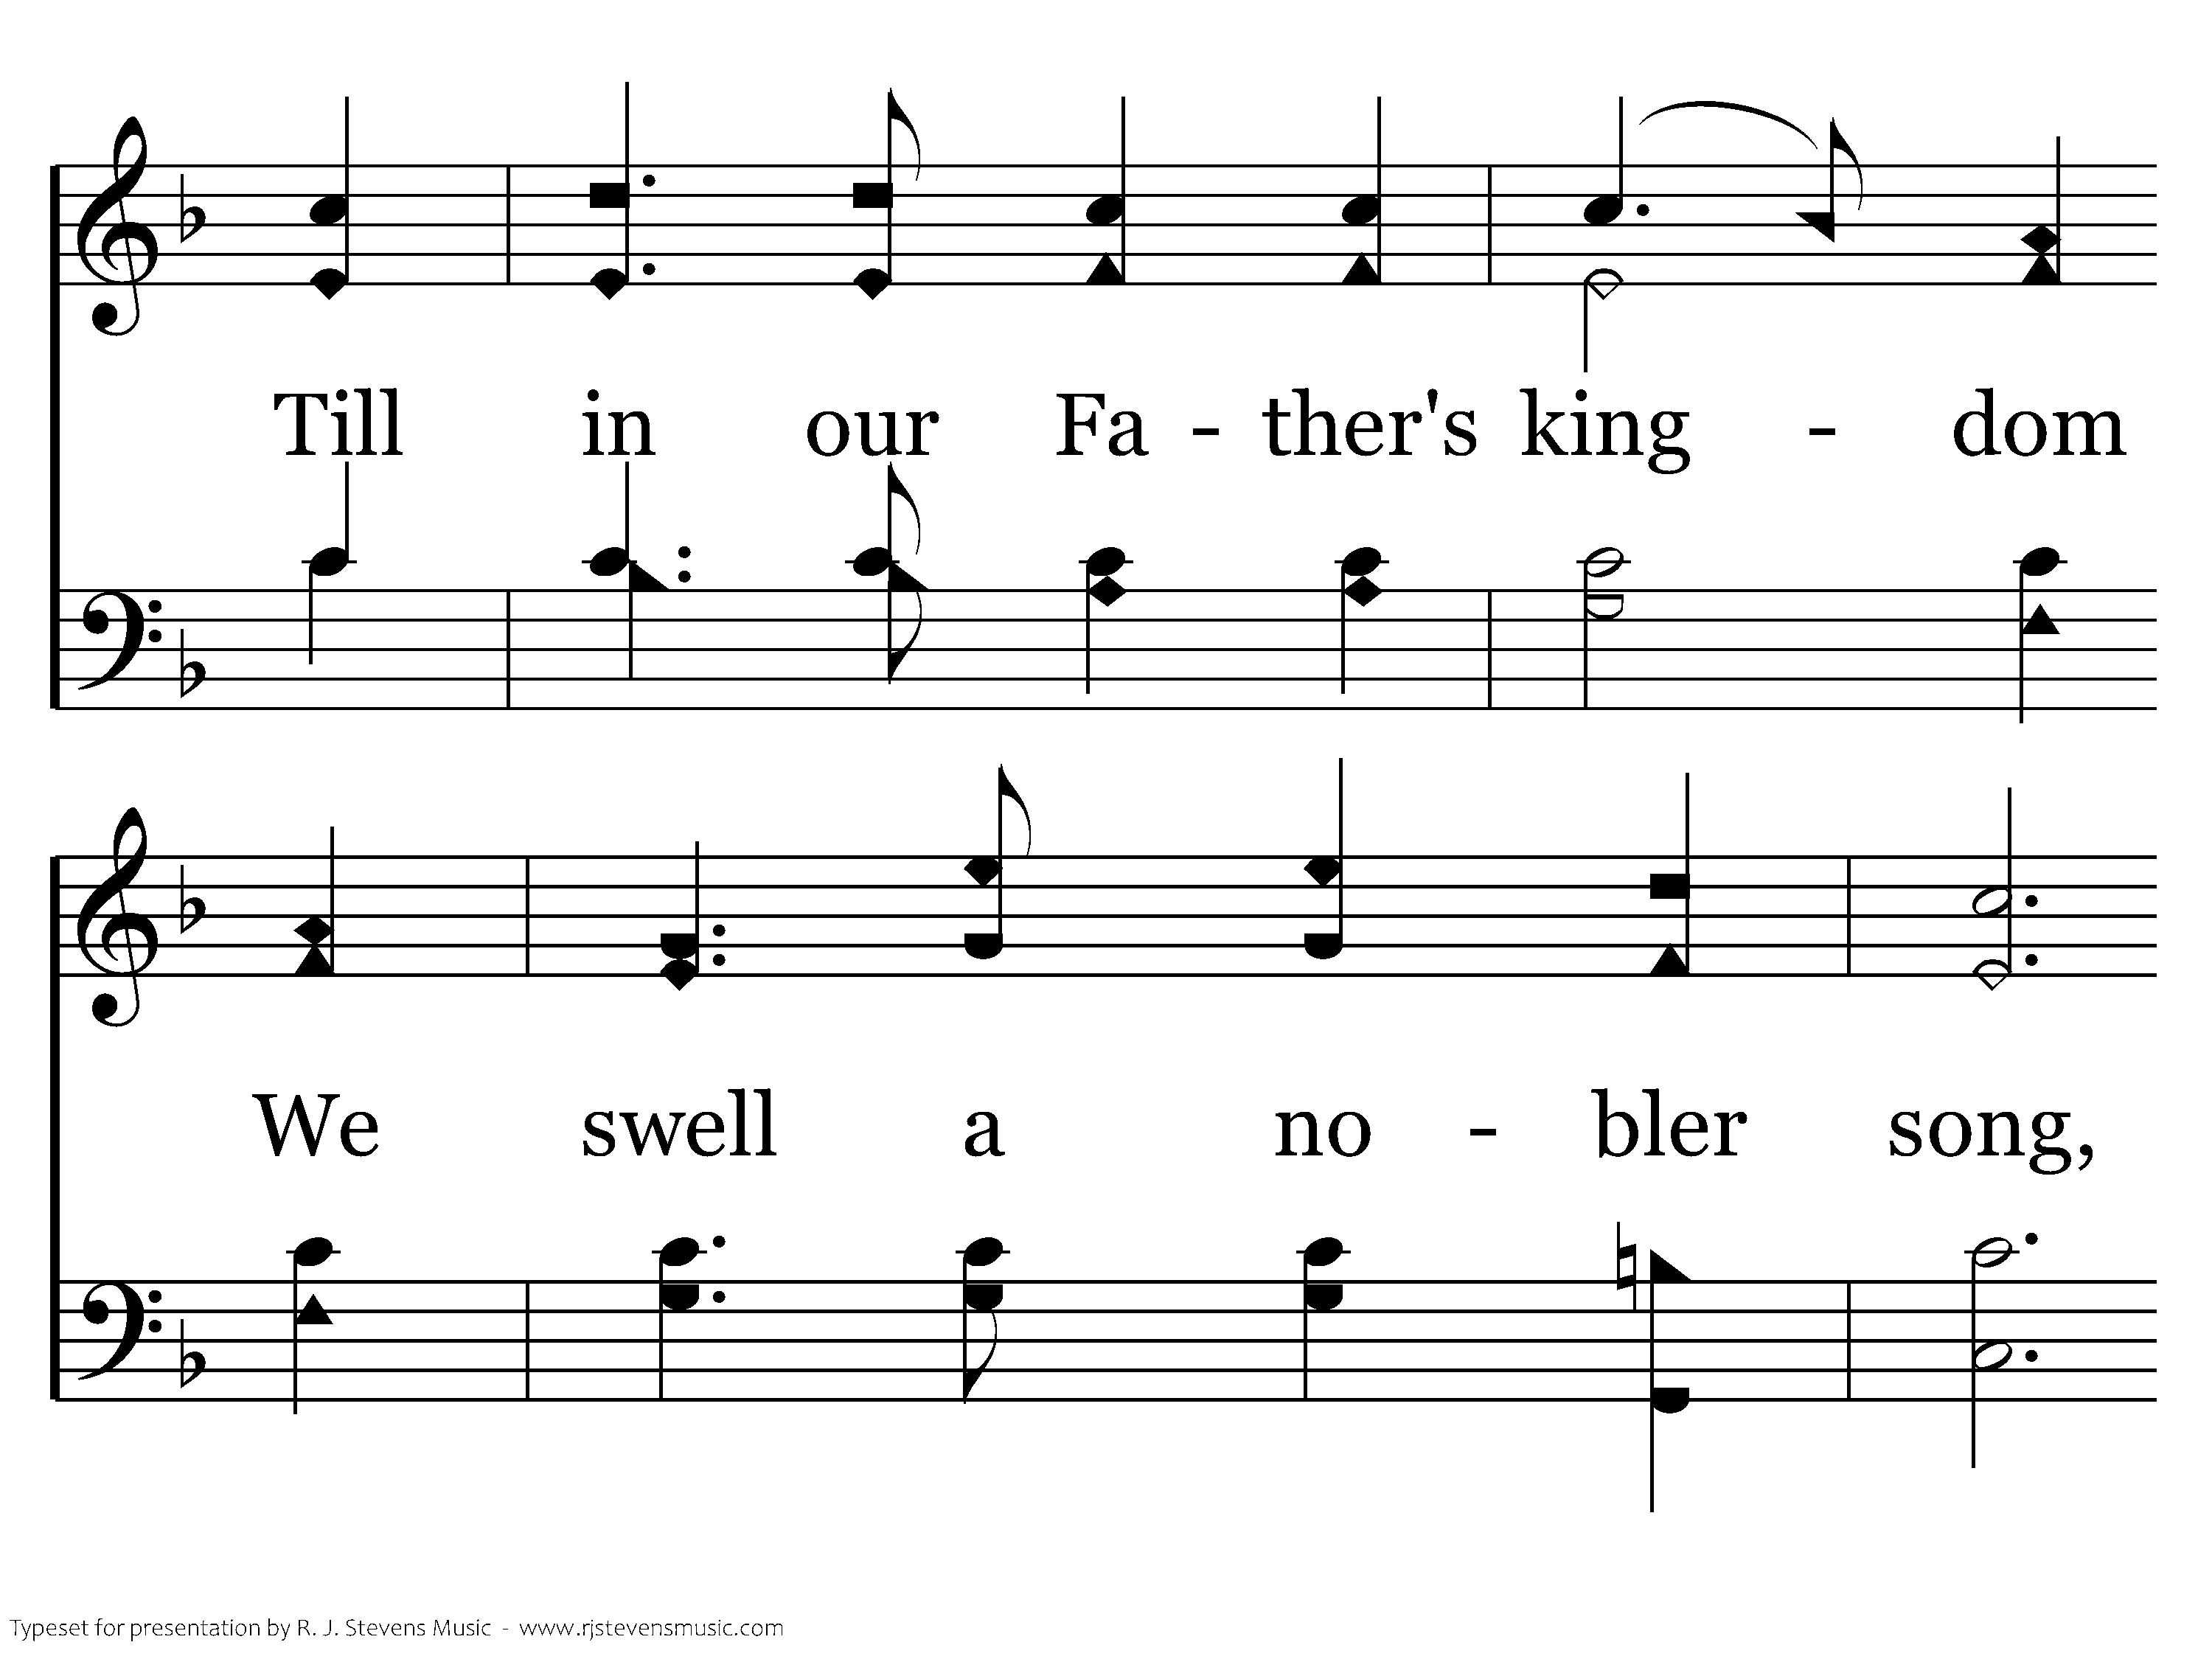 Till in our Fa - ther's king - dom
We swell a no - bler song,
Typeset for presentation by R. J. Stevens Music - www.rjstevensmusic.com